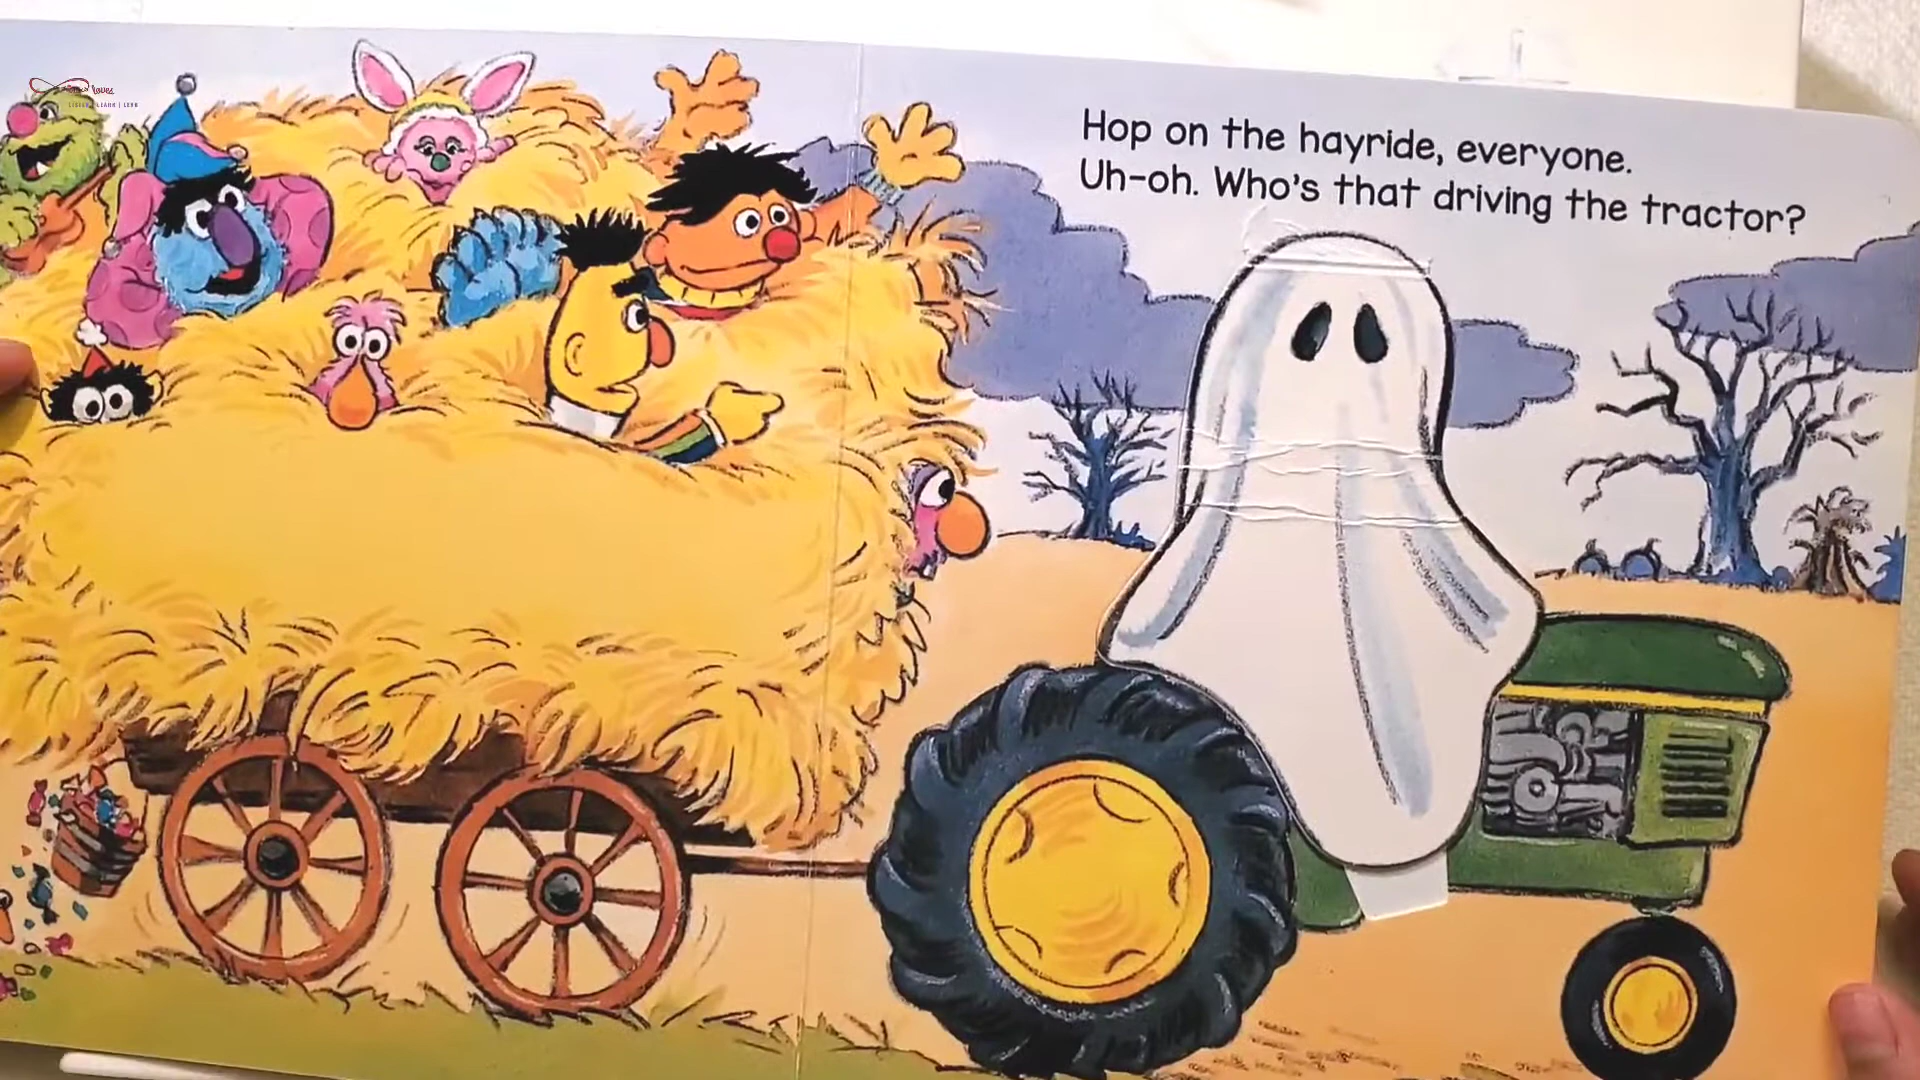 Hop on the hayride, everyone.
Uh-oh. Who's that driving the tractor?